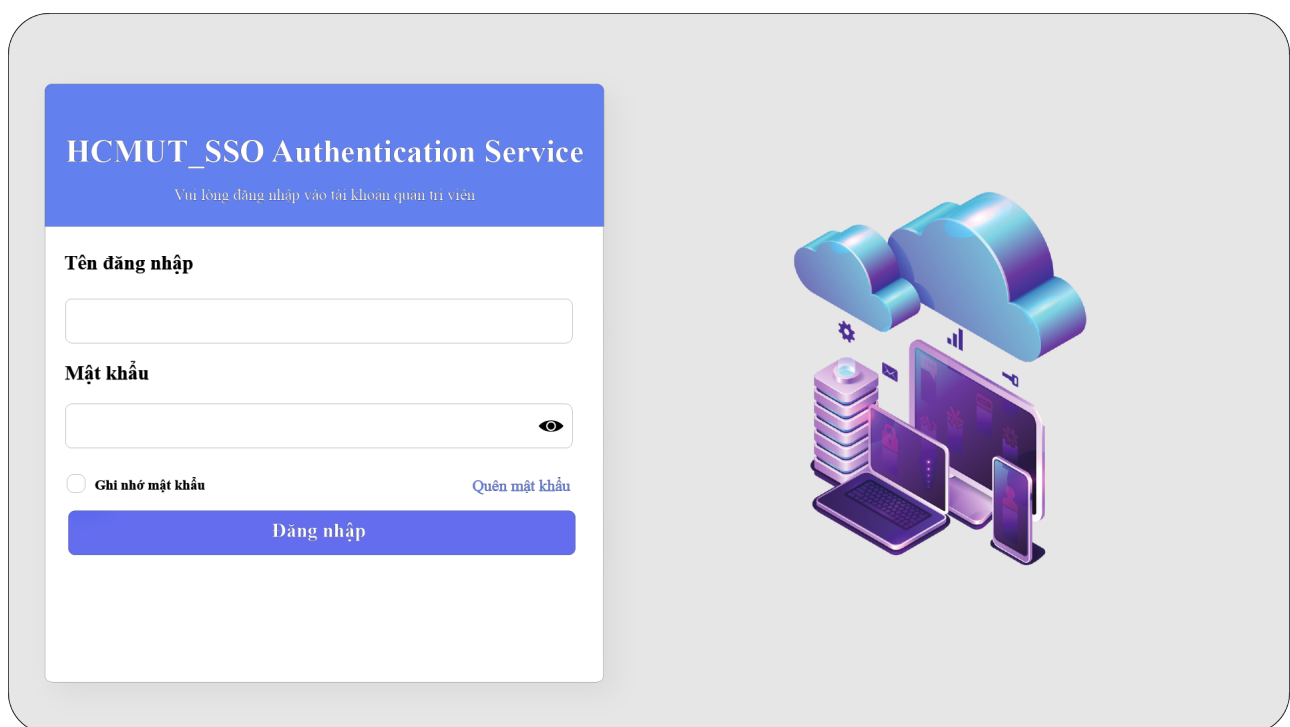 HCMUT_SSO Authentication Service
Vui lòng đăng nhập vào tài khoản quản trị viên
Tên đăng nhập
Mật khẩu
Ghi nhớ mật khẩu
Quên mật khẩu
Đăng nhập